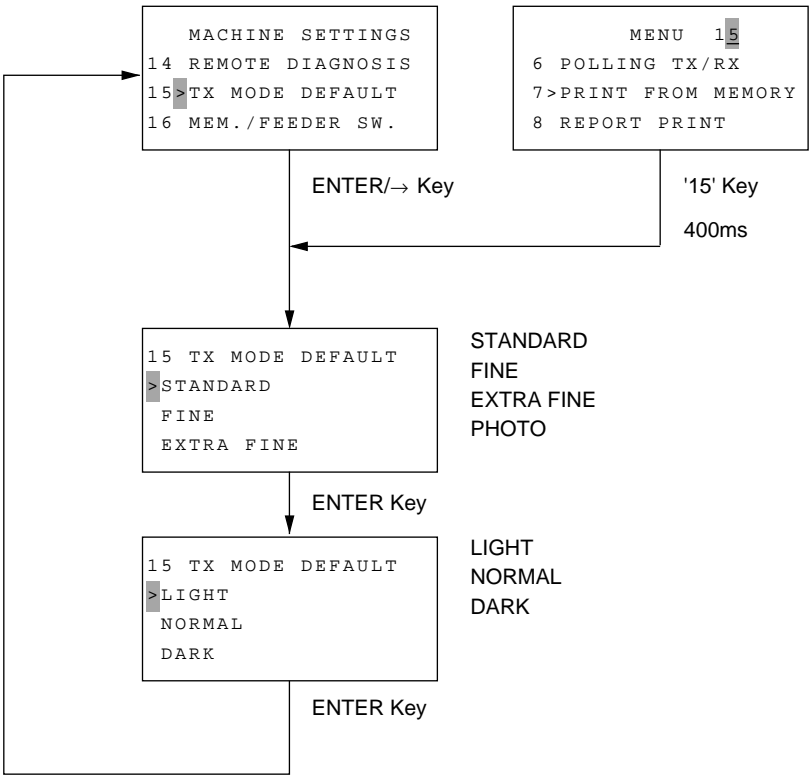 MACHINE SETTINGS
14 REMOTE DIAGNOSIS
15>TX MODE DEFAULT
16 MEM./FEEDER SW.
MENU 15
6 POLLING TX/RX
7>PRINT FROM MEMORY
8 REPORT PRINT
ENTER/→ Key
'15' Key
400ms
15 TX MODE DEFAULT
>STANDARD
FINE
EXTRA FINE
STANDARD
FINE
EXTRA FINE
PHOTO
ENTER Key
15 TX MODE DEFAULT
>LIGHT
NORMAL
DARK
LIGHT
NORMAL
DARK
ENTER Key